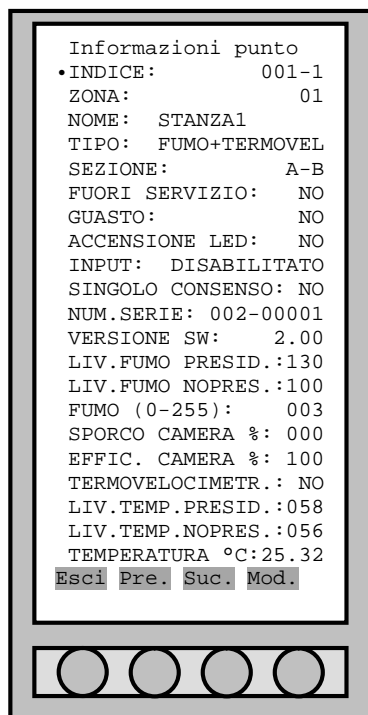 Informazioni punto
•INDICE: 001-1
ZONA: 01
NOME: STANZA1
TIPO: FUMO+TERMOVEL
SEZIONE: A-B
FUORI SERVIZIO: NO
GUASTO: NO
ACCENSIONE LED: NO
INPUT: DISABILITATO
SINGOLO CONSENSO: NO
NUM.SERIE: 002-00001
VERSIONE SW: 2.00
LIV.FUMO PRESID.:130
LIV.FUMO NOPRES.:100
FUMO (0-255): 003
SPORCO CAMERA %: 000
EFFIC. CAMERA %: 100
TERMOVELOCIMETR.: NO
LIV.TEMP.PRESID.:058
LIV.TEMP.NOPRES.:056
TEMPERATURA °C:25.32
Esci Pre. Suc. Mod.